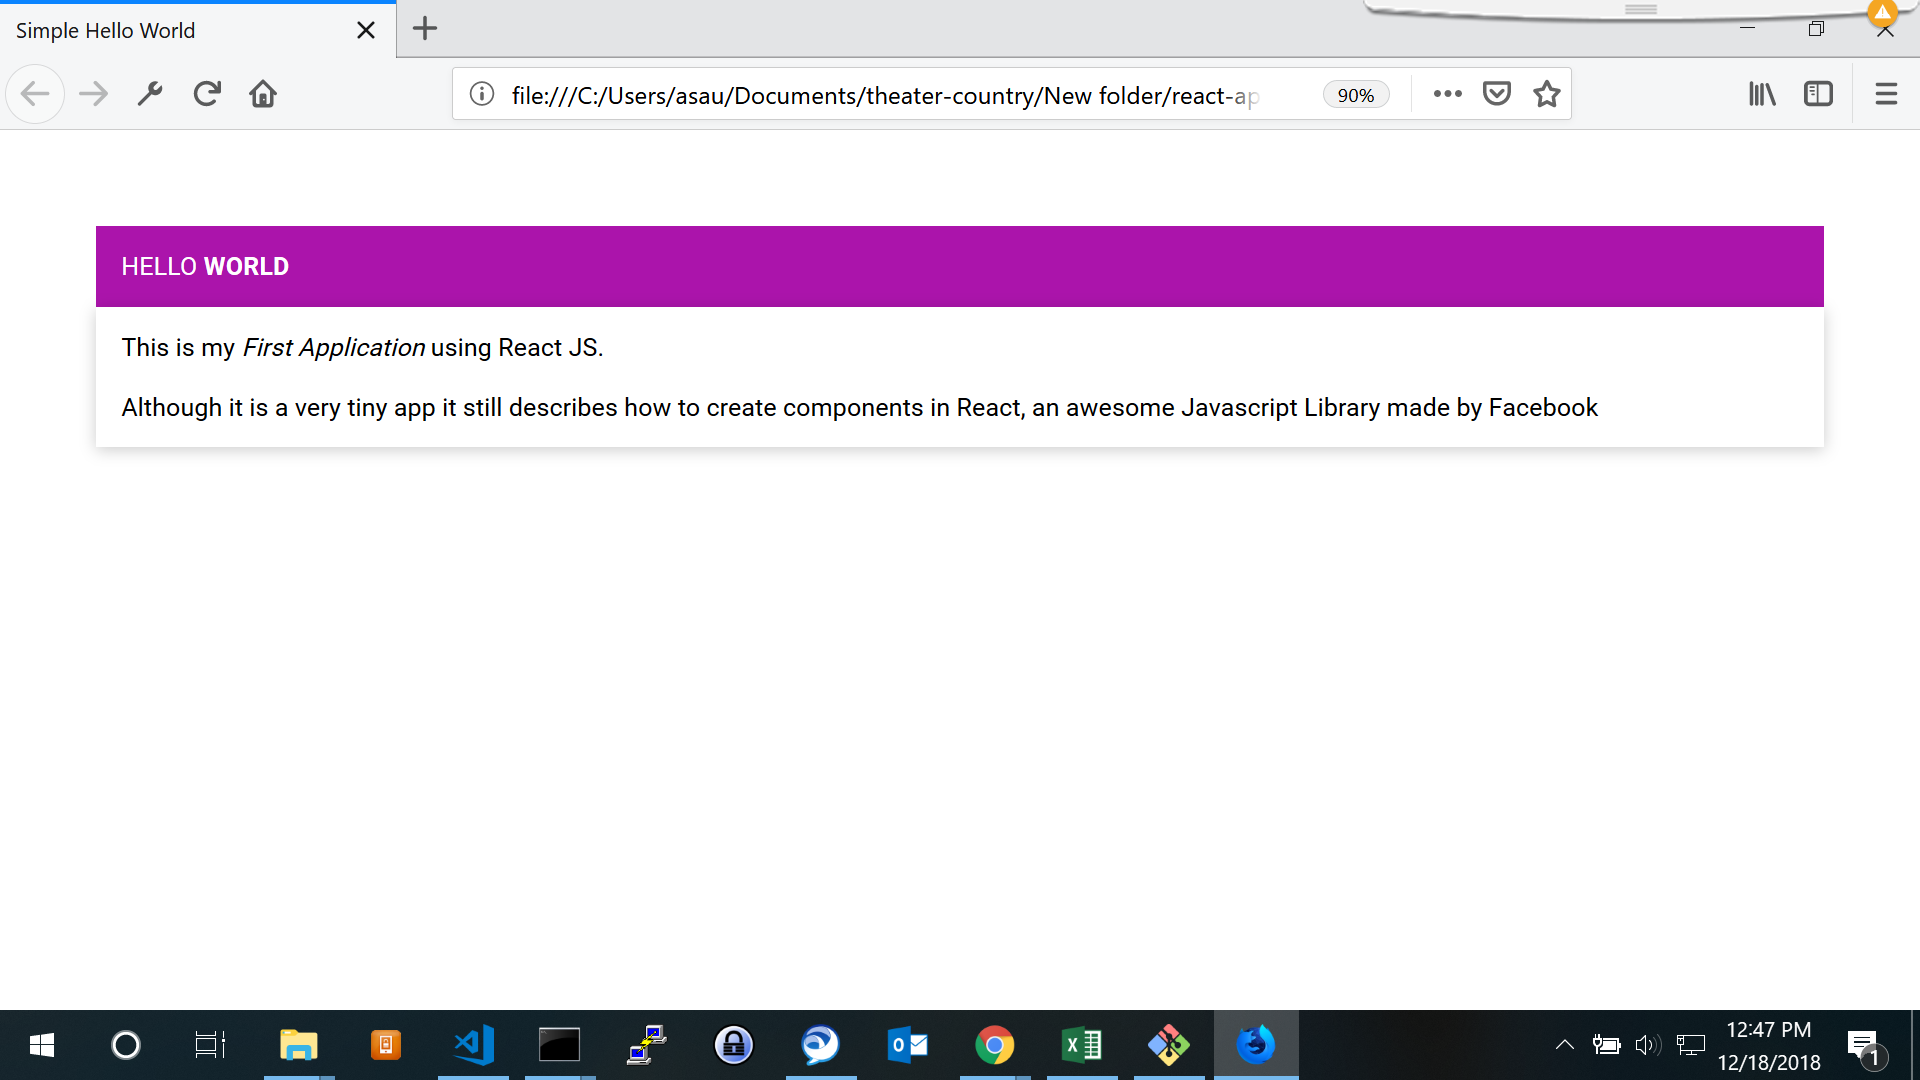 Simple Hello World
file:///C:/Users/asau/Documents/theater-country/New folder/react-ap
90%
HELLO WORLD
This is my First Application using React JS.
Although it is a very tiny app it still describes how to create components in React, an awesome Javascript Library made by Facebook
12:47 PM
12/18/2018
1